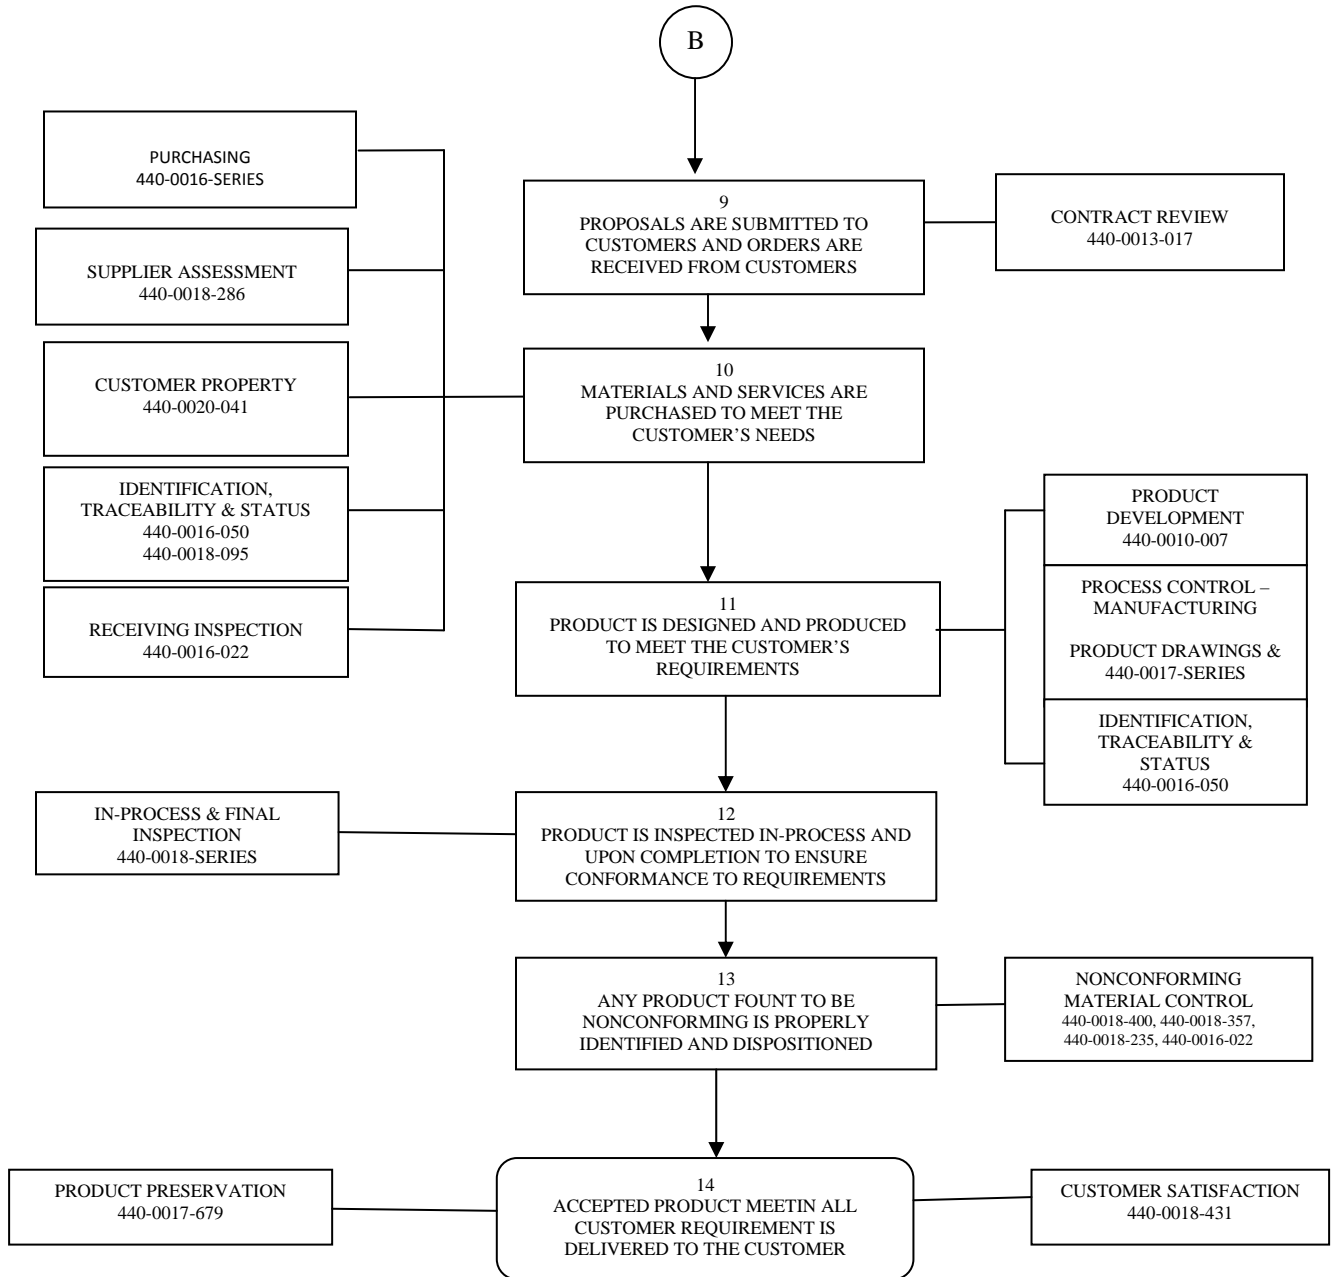 B
PURCHASING
440-0016-SERIES
9
PROPOSALS ARE SUBMITTED TO
CUSTOMERS AND ORDERS ARE
RECEIVED FROM CUSTOMERS
CONTRACT REVIEW
440-0013-017
SUPPLIER ASSESSMENT
440-0018-286
10
MATERIALS AND SERVICES ARE
PURCHASED TO MEET THE
CUSTOMER’S NEEDS
CUSTOMER PROPERTY
440-0020-041
IDENTIFICATION,
TRACEABILITY & STATUS
440-0016-050
440-0018-095
PRODUCT
DEVELOPMENT
440-0010-007
RECEIVING INSPECTION
440-0016-022
11
PRODUCT IS DESIGNED AND PRODUCED
TO MEET THE CUSTOMER’S
REQUIREMENTS
PROCESS CONTROL –
MANUFACTURING
PRODUCT DRAWINGS &
440-0017-SERIES
IDENTIFICATION,
TRACEABILITY &
STATUS
440-0016-050
IN-PROCESS & FINAL
INSPECTION
440-0018-SERIES
12
PRODUCT IS INSPECTED IN-PROCESS AND
UPON COMPLETION TO ENSURE
CONFORMANCE TO REQUIREMENTS
13
ANY PRODUCT FOUNT TO BE
NONCONFORMING IS PROPERLY
IDENTIFIED AND DISPOSITIONED
NONCONFORMING
MATERIAL CONTROL
440-0018-400, 440-0018-357,
440-0018-235, 440-0016-022
PRODUCT PRESERVATION
440-0017-679
14
ACCEPTED PRODUCT MEETIN ALL
CUSTOMER REQUIREMENT IS
DELIVERED TO THE CUSTOMER
CUSTOMER SATISFACTION
440-0018-431